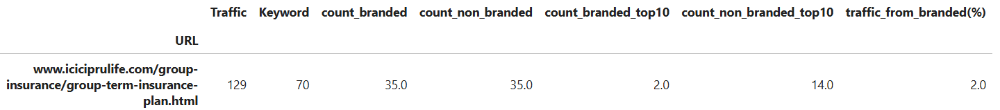 Traffic Keyword count_branded count_non_branded count_branded_top10 count_non_branded_top10 traffic_from_branded(%)
URL
www.iciciprulife.com/group-
insurance/group-term-insurance- 129 70 35.0 35.0 2.0 14.0 2.0
plan.html